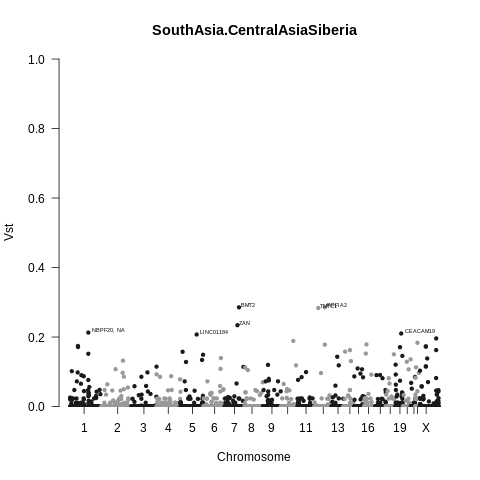 SouthAsia.CentralAsiaSiberia
Vst
1.0
0.8
0.6
0.4
0.2
0.0
BMT2
ZAN
NBPF20, NA
LINC01184
CEACAM19
1 2 3 4 5 6 7 8 9 11 13 16 19 X
Chromosome